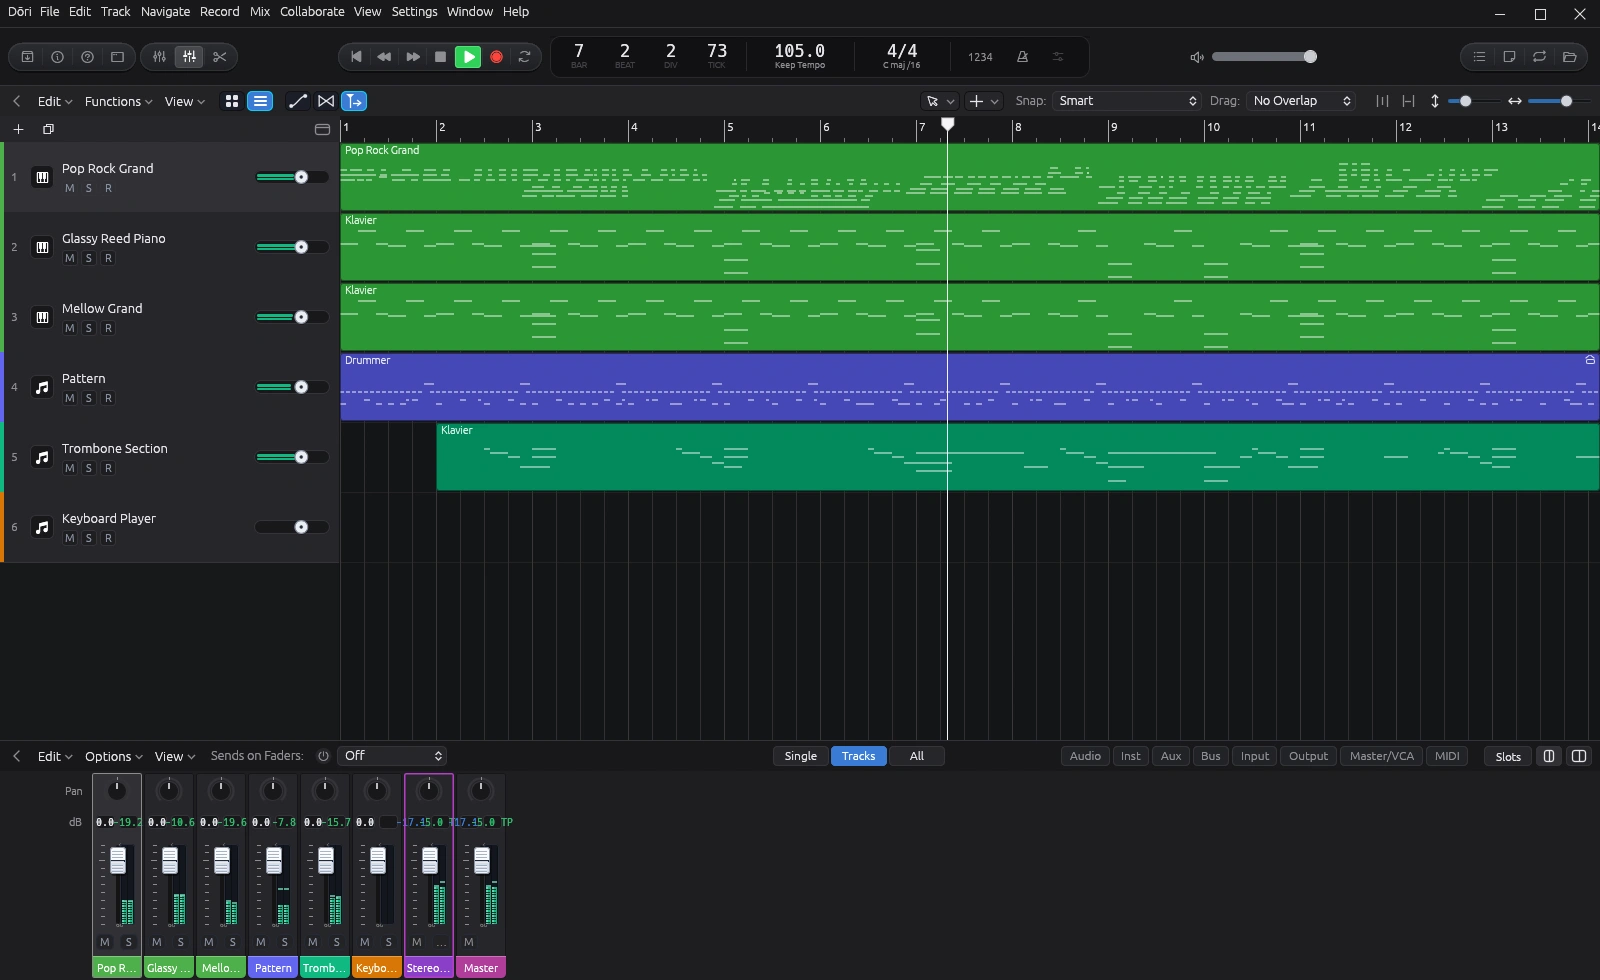 Dōri File Edit Track Navigate Record Mix Collaborate View Settings Window Help
7 2 2 73 105.0 4/4 1234
BAR BEAT DIV TICK Keep Tempo C maj /16
Edit Functions View Snap: Smart Drag: No Overlap
1 2 3 4 5 6 7 8 9 10 11 12 13 14
1 Pop Rock Grand
M S R
Pop Rock Grand
2 Glassy Reed Piano
M S R
Klavier
3 Mellow Grand
M S R
Klavier
4 Pattern
M S R
Drummer
5 Trombone Section
M S R
Klavier
6 Keyboard Player
M S R
Edit Options View Sends on Faders: Off Single Tracks All Audio Inst Aux Bus Input Output Master/VCA MIDI Slots
Pan
dB 0.0 -19.2 0.0 -10.6 0.0 -19.6 0.0 -7.8 0.0 -15.7 0.0 -5.0 -5.0 TP
M S M S M S M S M S M S M ... M
Pop R... Glassy ... Mello... Pattern Tromb... Keybo... Stereo... Master